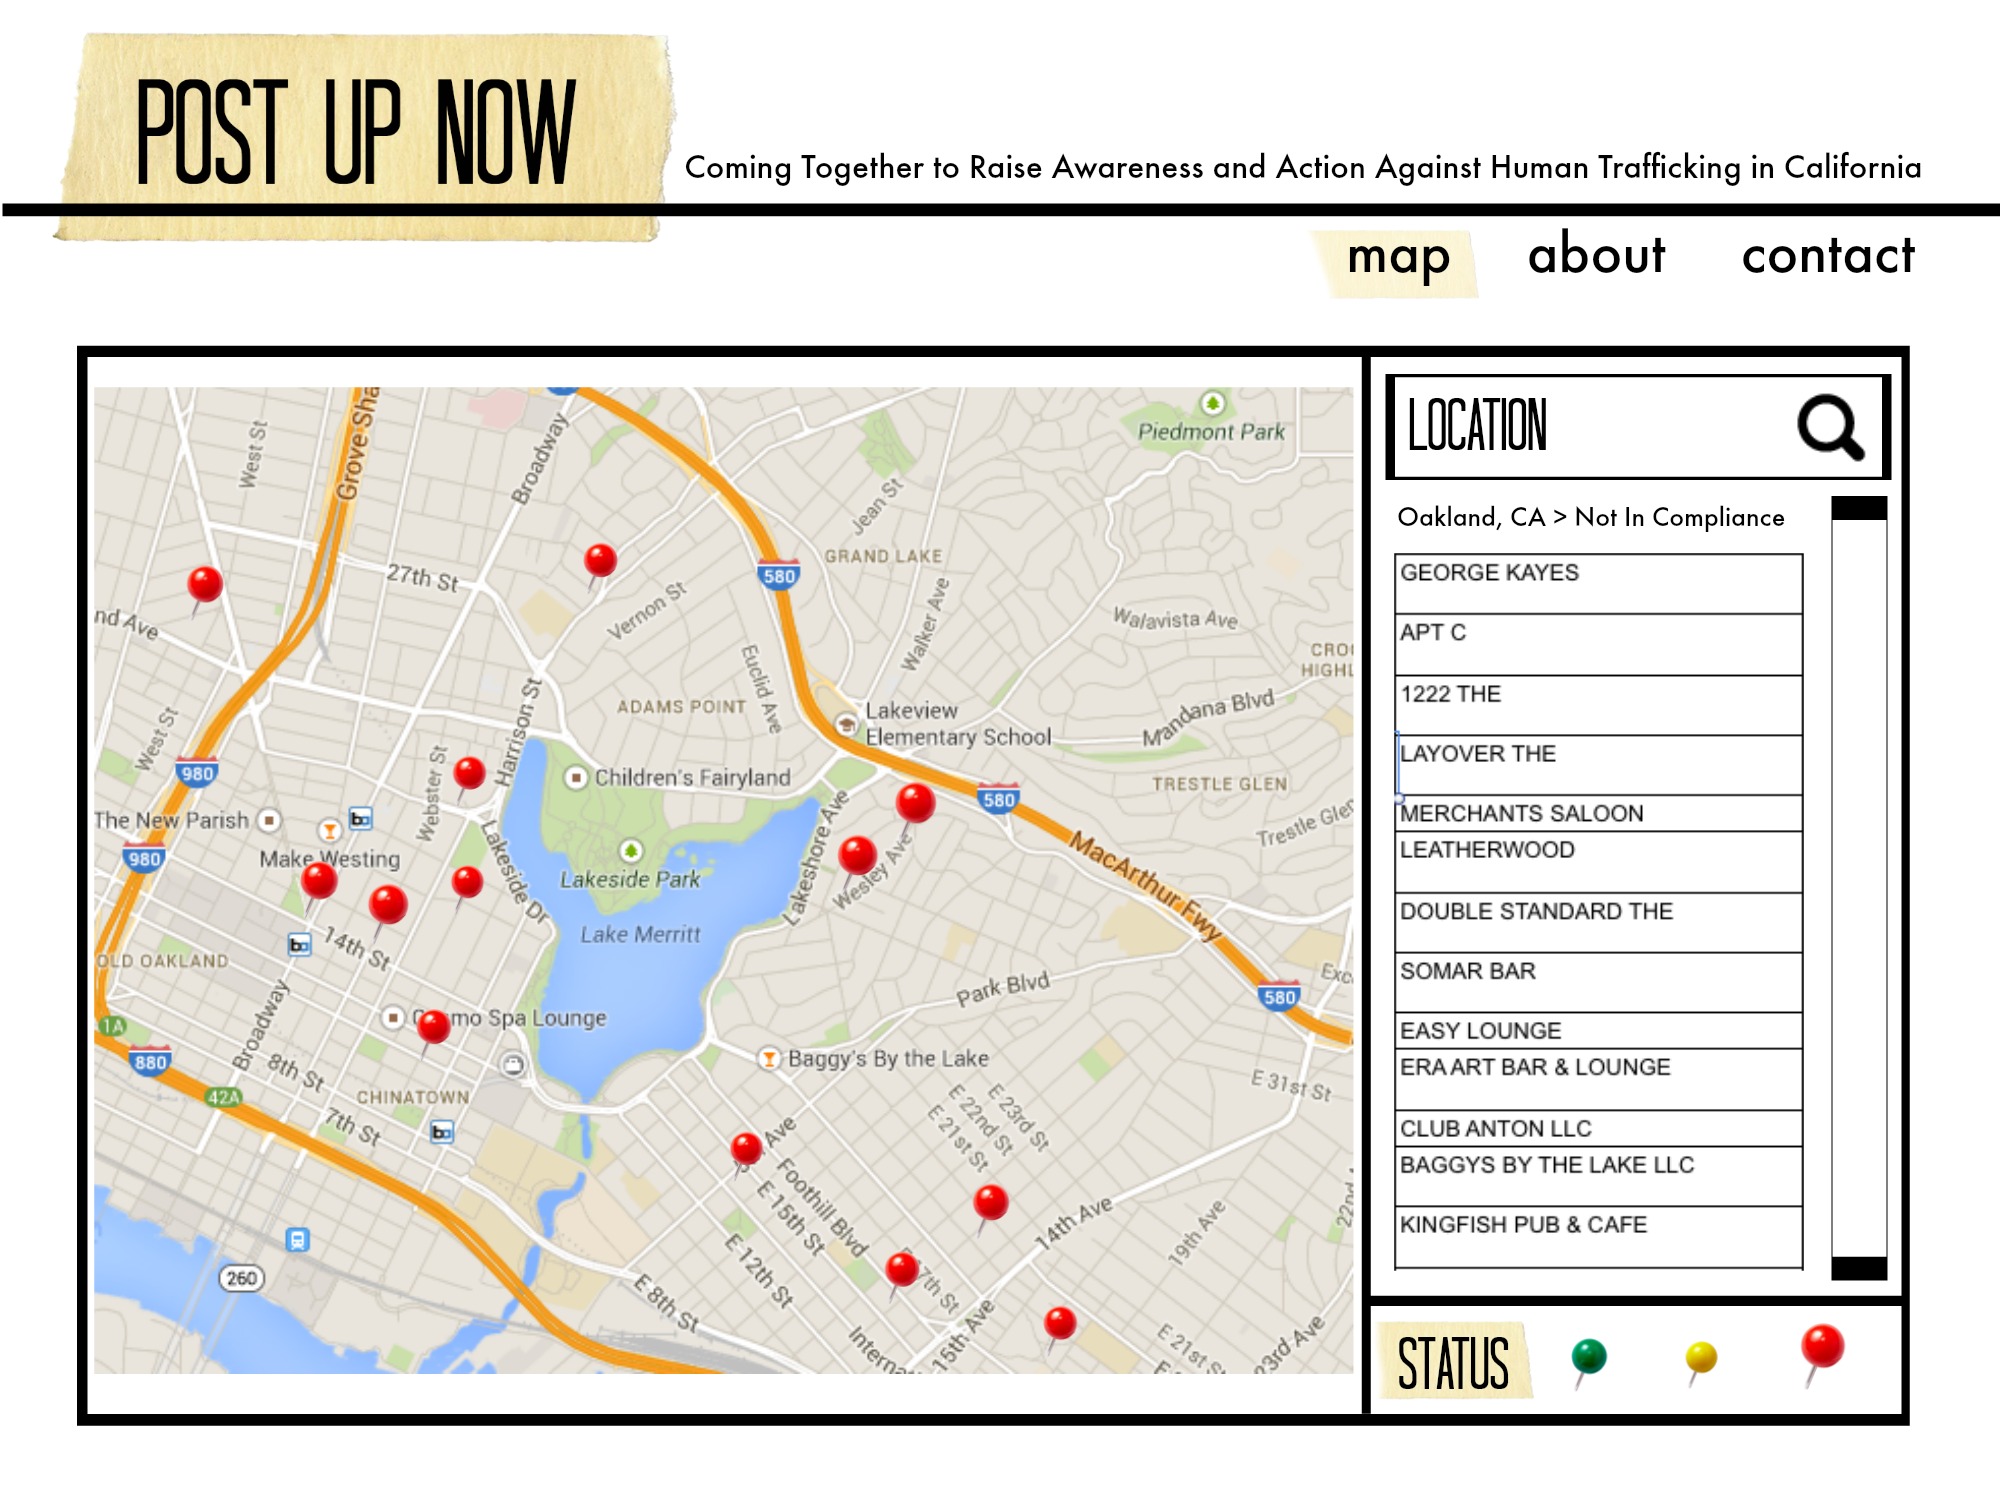 POST UP NOW
Coming Together to Raise Awareness and Action Against Human Trafficking in California
map about contact
LOCATION
Oakland, CA > Not In Compliance
GEORGE KAYES
APT C
1222 THE
LAYOVER THE
MERCHANTS SALOON
LEATHERWOOD
DOUBLE STANDARD THE
SOMAR BAR
EASY LOUNGE
ERA ART BAR & LOUNGE
CLUB ANTON LLC
BAGGYS BY THE LAKE LLC
KINGFISH PUB & CAFE
STATUS
Grove Sha
West St
Broadway
Piedmont Park
Jean St
GRAND LAKE
580
27th St
nd Ave
Vernon St
Walker Ave
Walavista Ave
CROC
HIGHL
Euclid Ave
ADAMS POINT
Harrison St
Mandana Blvd
Lakeview
Elementary School
West St
980
Webster St
Children's Fairyland
TRESTLE GLEN
580
The New Parish
Lakeshore Ave
Trestle Glen
Make Westing
980
Lakeside Dr
Lakeside Park
Wesley Ave
MacArthur Fwy
Lake Merritt
14th St
OLD OAKLAND
Exc
Park Blvd
580
Broadway
mo Spa Lounge
1A
880
8th St
Baggy's By the Lake
E 31st St
42A
CHINATOWN
7th St
E 23rd St
E 22nd St
E 21st St
Ave
Foothill Blvd
E 15th St
E 12th St
14th Ave
19th Ave
22nd
260
7th St
E 8th St
15th Ave
Interna
E 21st St
23rd Ave